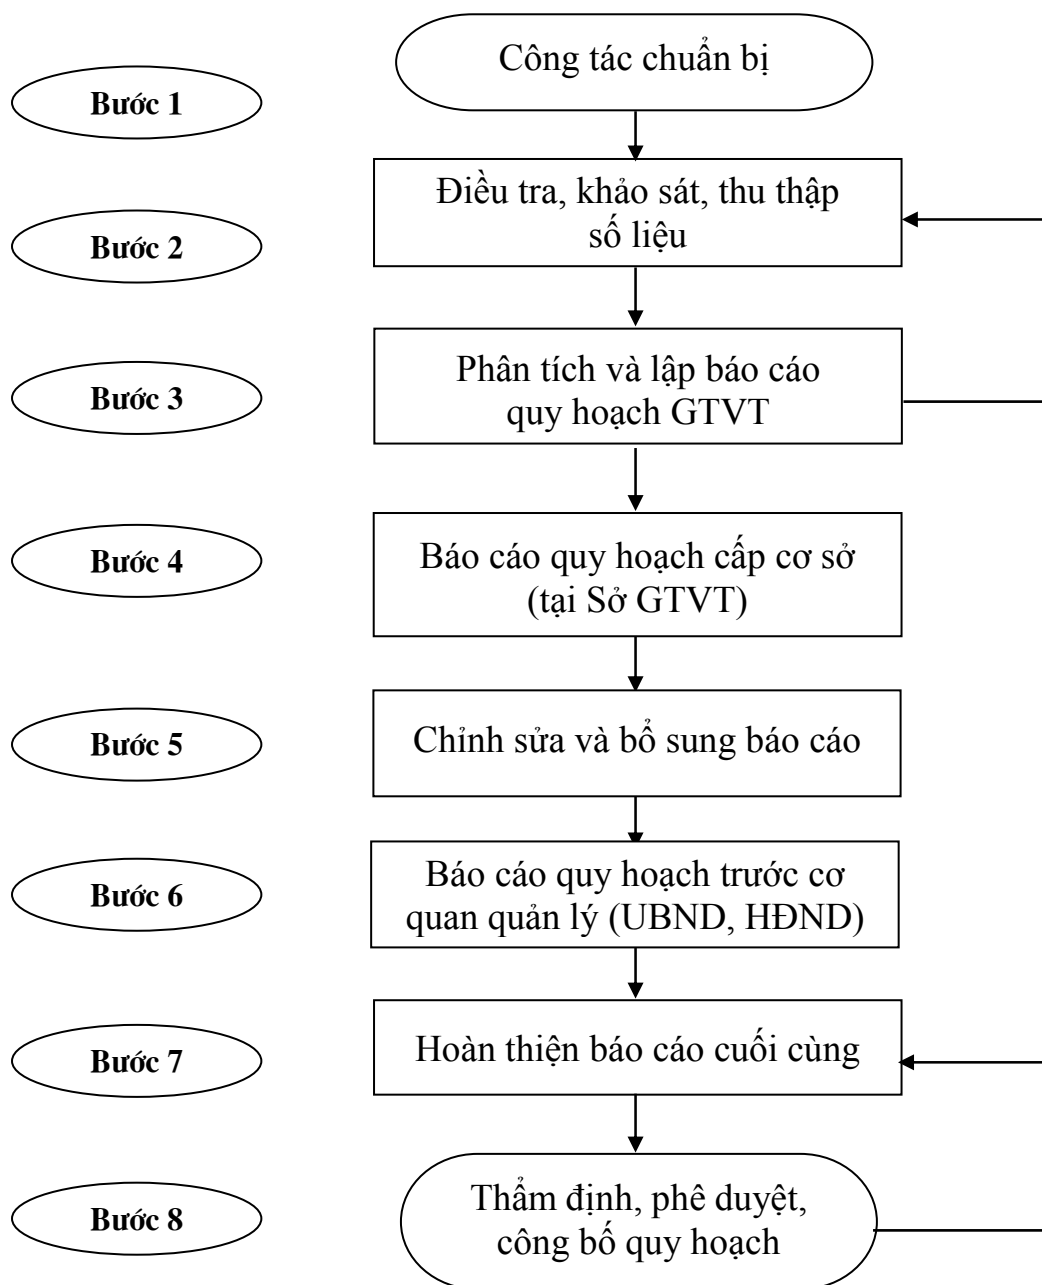 Công tác chuẩn bị
Bước 1
Điều tra, khảo sát, thu thập
số liệu
Bước 2
Phân tích và lập báo cáo
quy hoạch GTVT
Bước 3
Báo cáo quy hoạch cấp cơ sở
(tại Sở GTVT)
Bước 4
Chỉnh sửa và bổ sung báo cáo
Bước 5
Báo cáo quy hoạch trước cơ
quan quản lý (UBND, HĐND)
Bước 6
Hoàn thiện báo cáo cuối cùng
Bước 7
Thẩm định, phê duyệt,
công bố quy hoạch
Bước 8